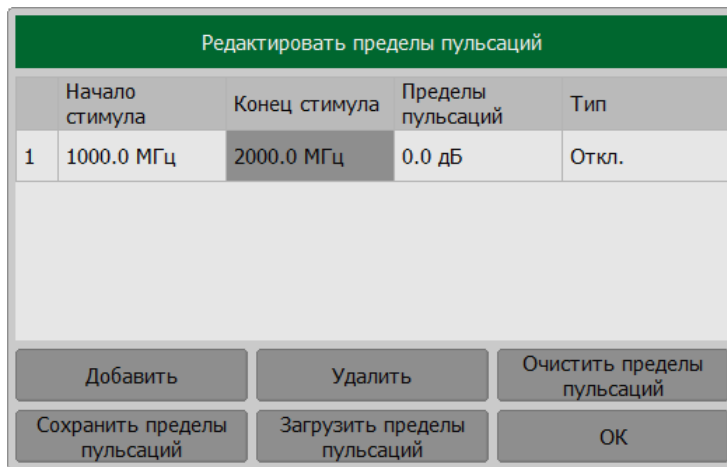 Редактировать пределы пульсаций
Начало стимула Конец стимула Пределы пульсаций Тип
1 1000.0 МГц 2000.0 МГц 0.0 дБ Откл.
Добавить Удалить Очистить пределы пульсаций
Сохранить пределы пульсаций Загрузить пределы пульсаций ОК